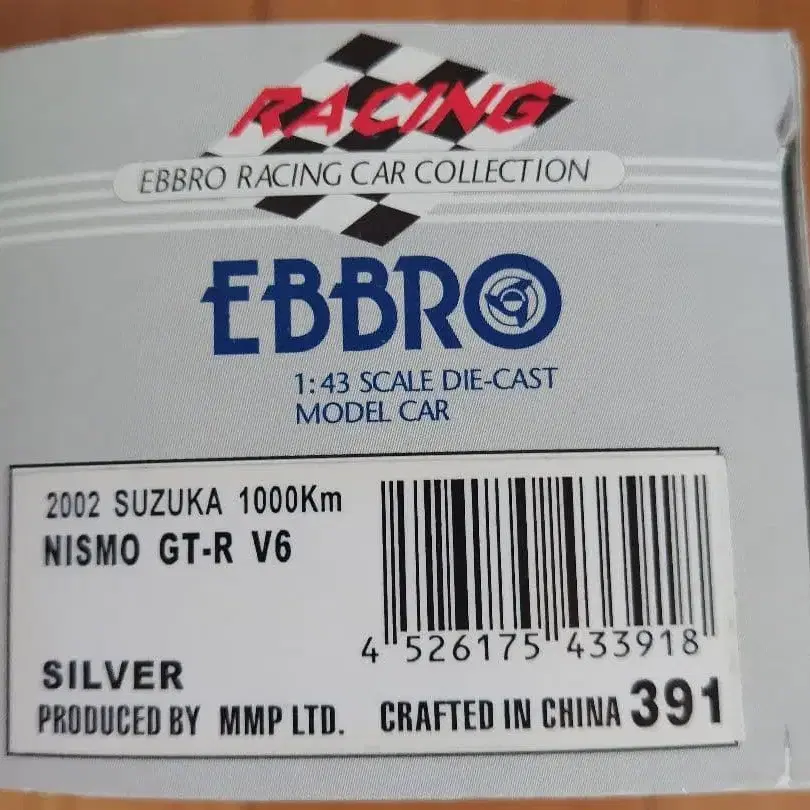 RACING
EBBRO RACING CAR COLLECTION
EBBRO
1:43 SCALE DIE-CAST
MODEL CAR
2002 SUZUKA 1000Km
NISMO GT-R V6
4 526175 433918
SILVER
PRODUCED BY MMP LTD. CRAFTED IN CHINA 391